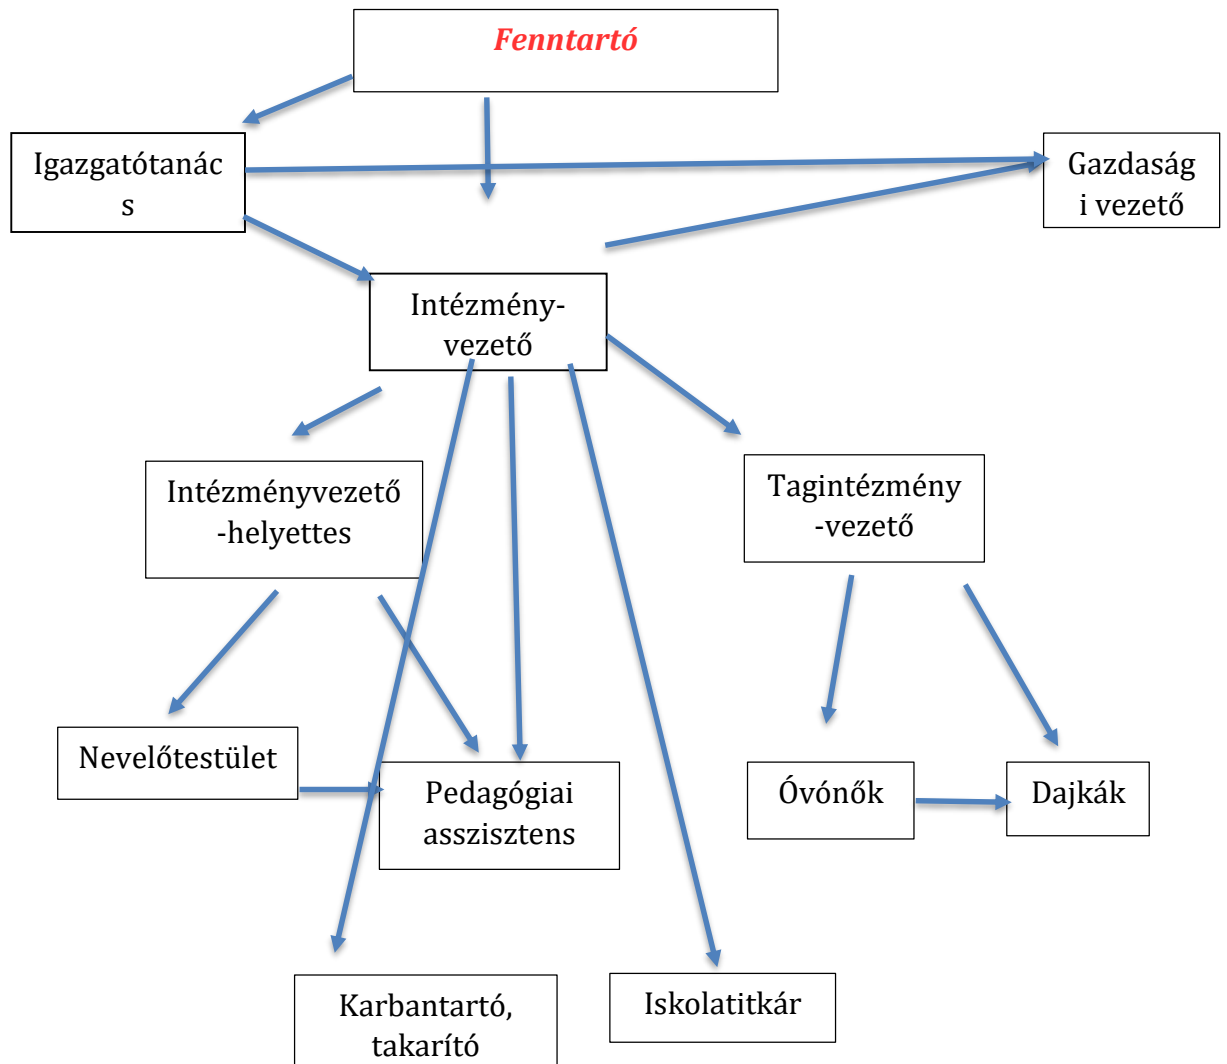 Fenntartó
Igazgatótanác
s
Gazdaság
i vezető
Intézmény-
vezető
Intézményvezető
-helyettes
Tagintézmény
-vezető
Nevelőtestület
Pedagógiai
asszisztens
Óvónők
Dajkák
Karbantartó,
takarító
Iskolatitkár